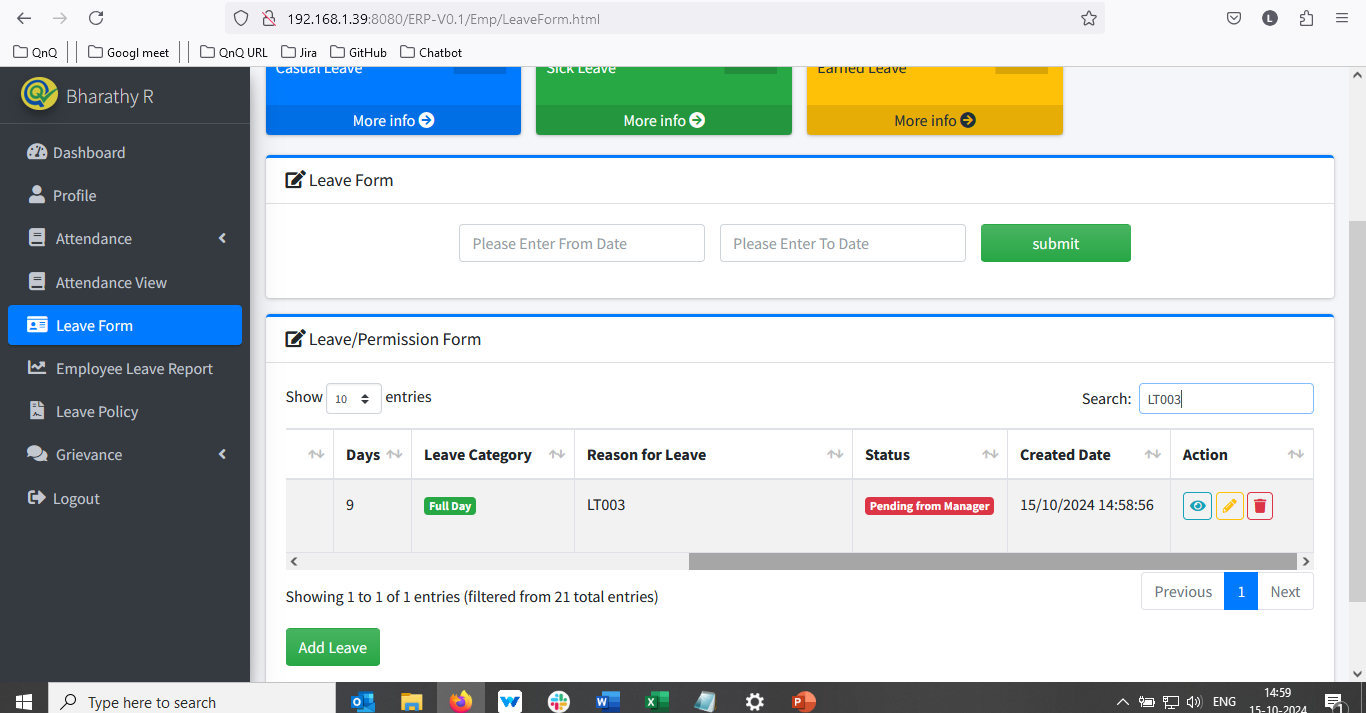 192.168.1.39:8080/ERP-V0.1/Emp/LeaveForm.html
L
QnQ Googl meet QnQ URL Jira GitHub Chatbot
Bharathy R
Dashboard
Profile
Attendance
Attendance View
Leave Form
Employee Leave Report
Leave Policy
Grievance
Logout
Casual Leave Sick Leave Earned Leave
More info More info More info
Leave Form
Please Enter From Date Please Enter To Date submit
Leave/Permission Form
Show 10 entries Search: LT003
Days Leave Category Reason for Leave Status Created Date Action
9 Full Day LT003 Pending from Manager 15/10/2024 14:58:56
Showing 1 to 1 of 1 entries (filtered from 21 total entries) Previous 1 Next
Add Leave
Type here to search
ENG
14:59
15-10-2024
1